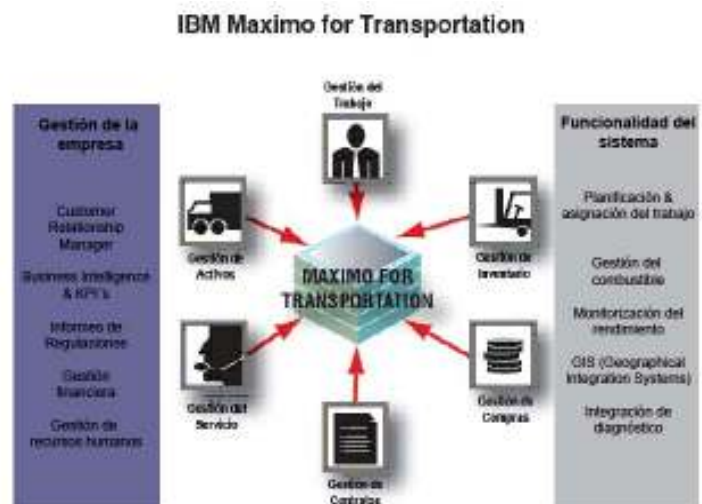 IBM Maximo for Transportation
Gestión de la
empresa
Customer
Relationship
Manager
Business Intelligence
& KPI's
Informes de
Regulaciones
Gestión
financiera
Gestión de
recursos humanos
Gestión del
Trabajo
Gestión de
Activos
Gestión de
Inventario
MAXIMO FOR
TRANSPORTATION
Gestión del
Servicio
Gestión de
Compras
Gestión de
Contratos
Funcionalidad del
sistema
Planificación &
asignación del trabajo
Gestión del
combustible
Monitorización del
rendimiento
GIS (Geographical
Integration Systems)
Integración de
diagnóstico